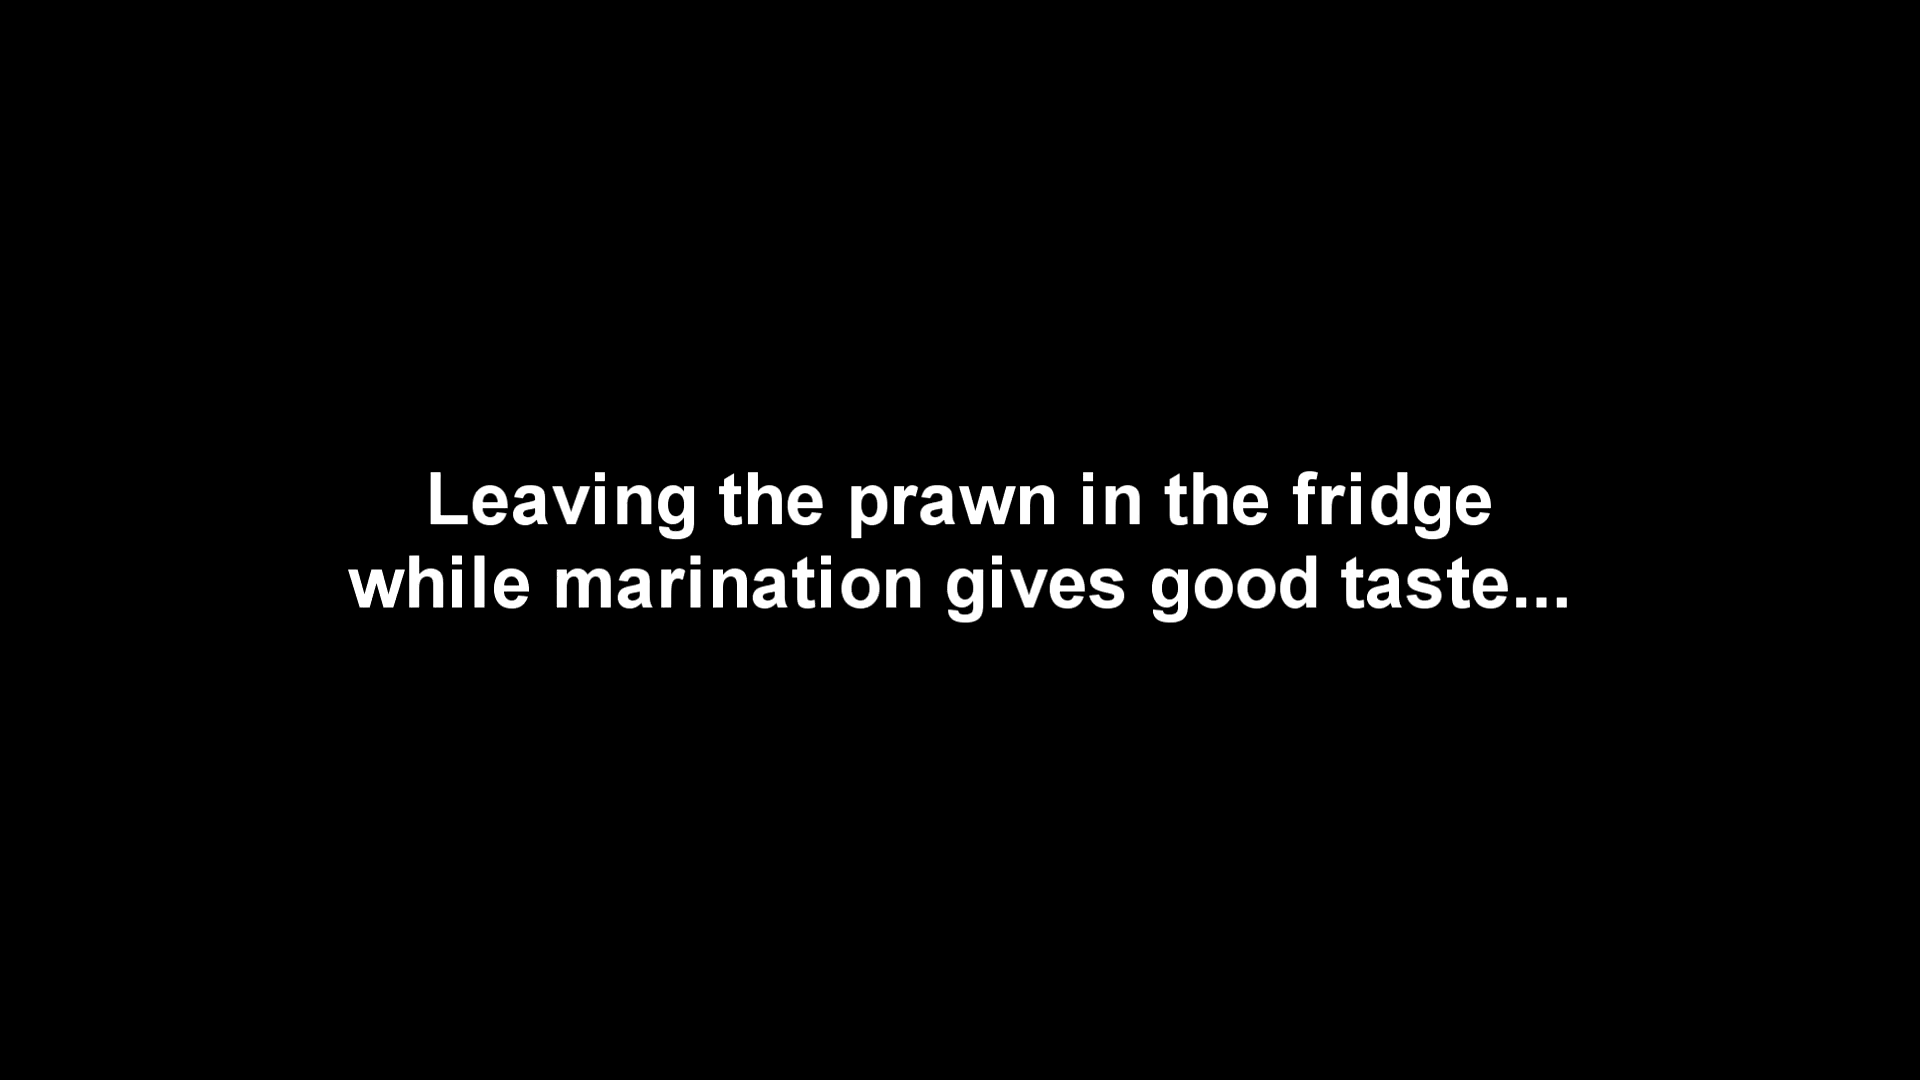 Leaving the prawn in the fridge
while marination gives good taste...